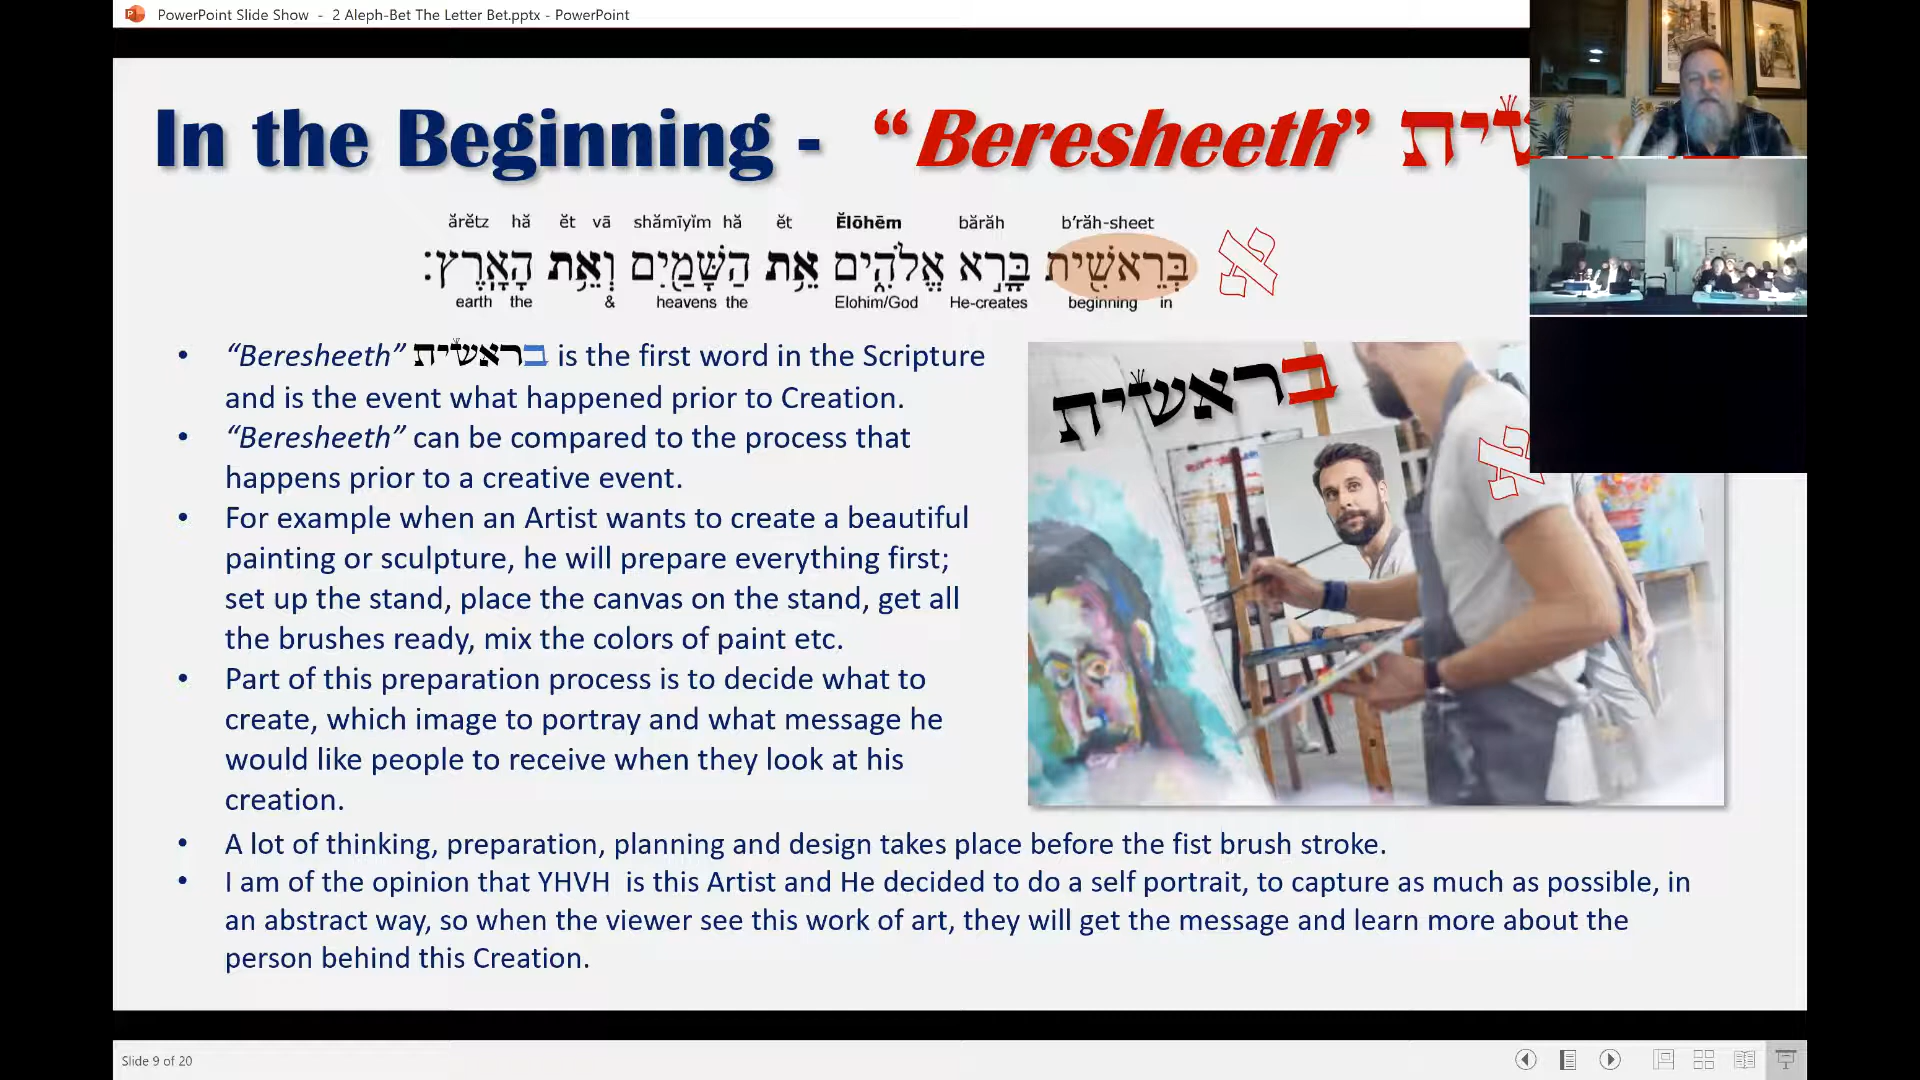 PowerPoint Slide Show - 2 Aleph-Bet The Letter Bet.pptx - PowerPoint
In the Beginning - “Beresheeth”
ărětz hă ět vā shămīyǐm hă ět Ělōhēm bărăh b’răh-sheet
בְּרֵאשִׁ֖ית בָּרָ֣א אֱלֹהִ֑ים אֵ֥ת הַשָּׁמַ֖יִם וְאֵ֥ת הָאָֽרֶץ׃ א
earth the & heavens the Elohim/God He-creates beginning in
• “Beresheeth” בראשית is the first word in the Scripture
and is the event what happened prior to Creation.
• “Beresheeth” can be compared to the process that
happens prior to a creative event.
• For example when an Artist wants to create a beautiful
painting or sculpture, he will prepare everything first;
set up the stand, place the canvas on the stand, get all
the brushes ready, mix the colors of paint etc.
• Part of this preparation process is to decide what to
create, which image to portray and what message he
would like people to receive when they look at his
creation.
בראשית
א
• A lot of thinking, preparation, planning and design takes place before the fist brush stroke.
• I am of the opinion that YHVH is this Artist and He decided to do a self portrait, to capture as much as possible, in
an abstract way, so when the viewer see this work of art, they will get the message and learn more about the
person behind this Creation.
Slide 9 of 20